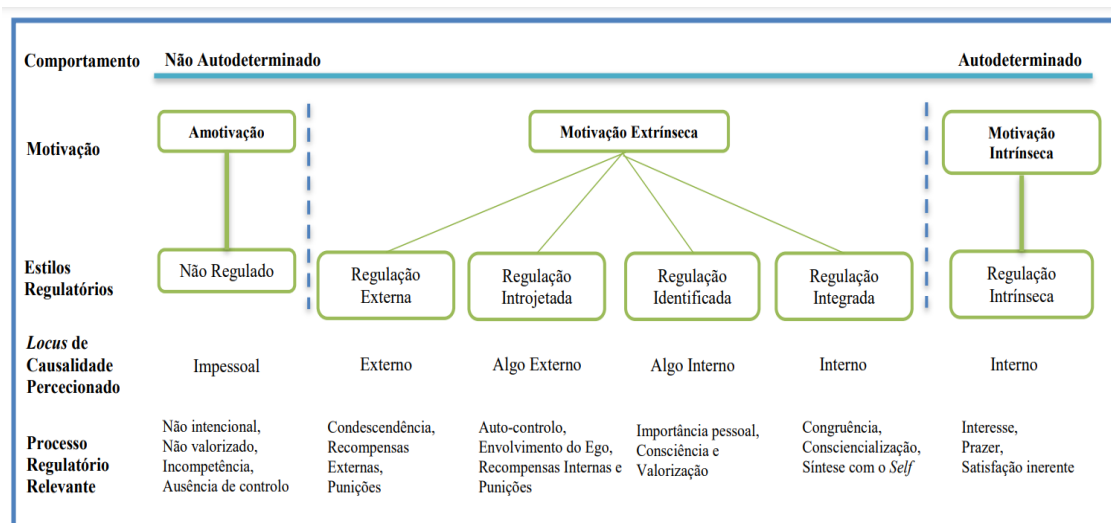 Comportamento Não Autodeterminado Autodeterminado
Motivação
Amotivação
Motivação Extrínseca
Motivação
Intrínseca
Estilos
Regulatórios
Não Regulado
Regulação
Externa
Regulação
Introjetada
Regulação
Identificada
Regulação
Integrada
Regulação
Intrínseca
Locus de
Causalidade
Percecionado
Impessoal
Externo
Algo Externo
Algo Interno
Interno
Interno
Processo
Regulatório
Relevante
Não intencional,
Não valorizado,
Incompetência,
Ausência de controlo
Condescendência,
Recompensas
Externas,
Punições
Auto-controlo,
Envolvimento do Ego,
Recompensas Internas e
Punições
Importância pessoal,
Consciência e
Valorização
Congruência,
Consciencialização,
Síntese com o Self
Interesse,
Prazer,
Satisfação inerente